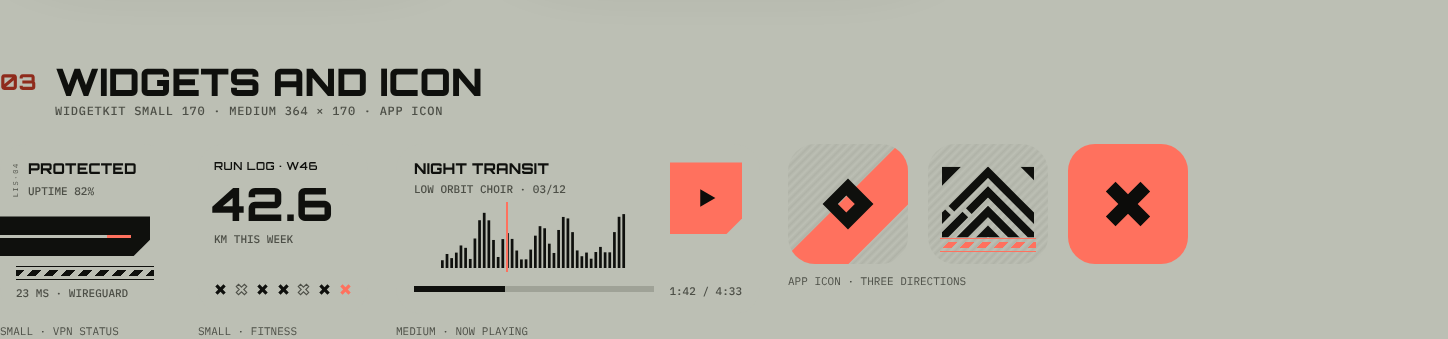 03 WIDGETS AND ICON
WIDGETKIT SMALL 170 · MEDIUM 364 × 170 · APP ICON
LIS-04
PROTECTED
UPTIME 82%
23 MS · WIREGUARD
SMALL · VPN STATUS
RUN LOG · W46
42.6
KM THIS WEEK
SMALL · FITNESS
NIGHT TRANSIT
LOW ORBIT CHOIR · 03/12
1:42 / 4:33
MEDIUM · NOW PLAYING
APP ICON · THREE DIRECTIONS